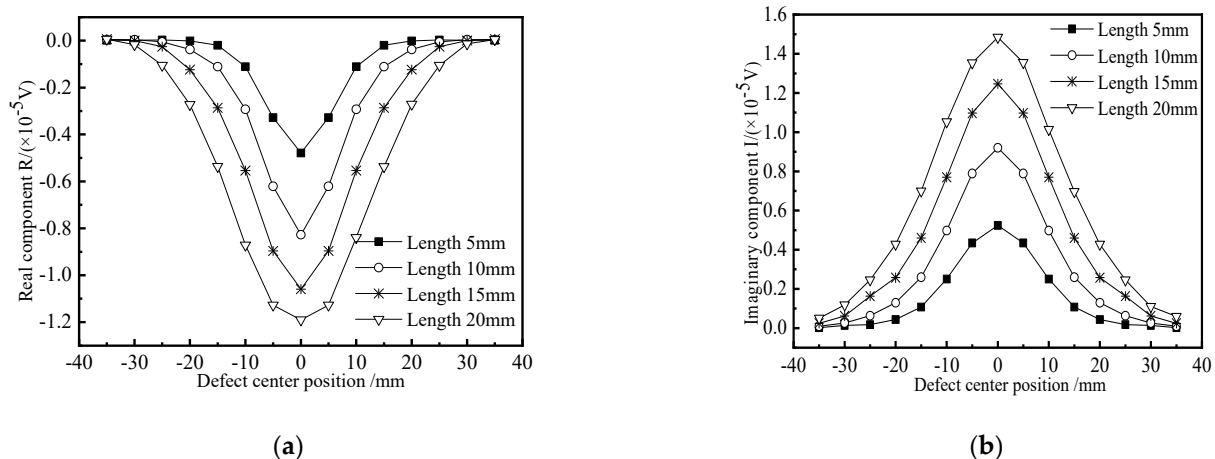 0.0
-0.2
-0.4
-0.6
-0.8
-1.0
-1.2
Real component R/(×10⁻⁵V)
Length 5mm
Length 10mm
Length 15mm
Length 20mm
-40 -30 -20 -10 0 10 20 30 40
Defect center position /mm
(a)
1.6
1.4
1.2
1.0
0.8
0.6
0.4
0.2
0.0
Imaginary component I/(×10⁻⁵V)
Length 5mm
Length 10mm
Length 15mm
Length 20mm
-40 -30 -20 -10 0 10 20 30 40
Defect center position /mm
(b)